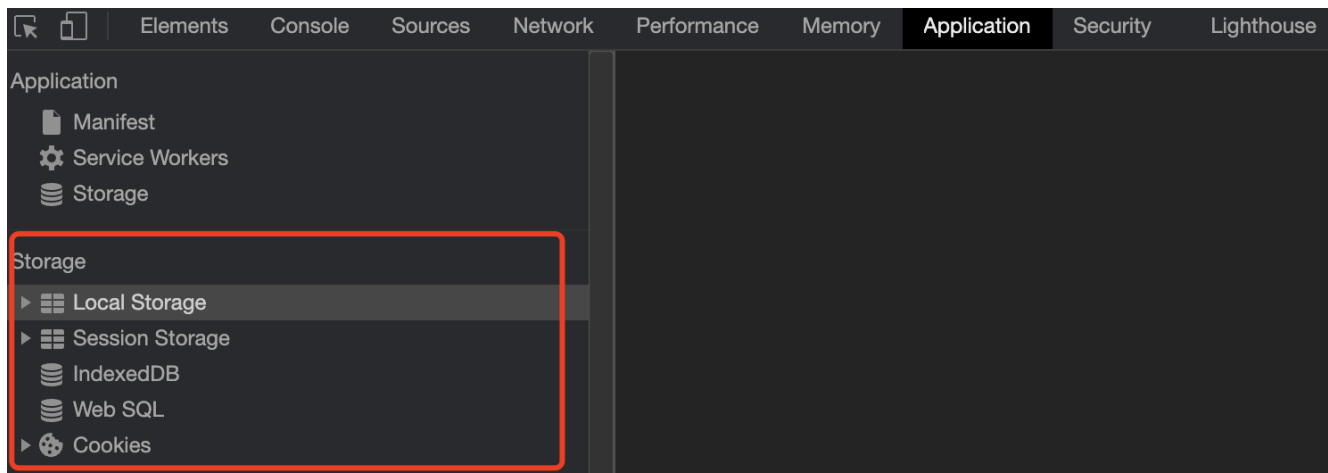 Elements Console Sources Network Performance Memory Application Security Lighthouse
Application
Manifest
Service Workers
Storage
Storage
Local Storage
Session Storage
IndexedDB
Web SQL
Cookies